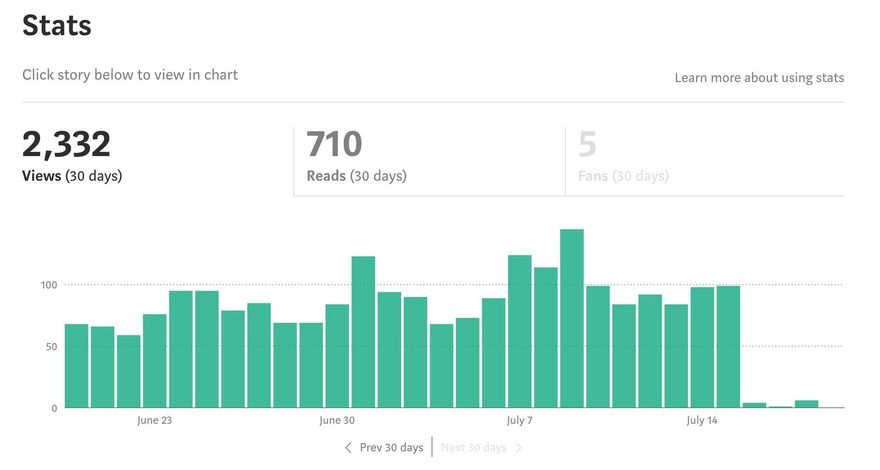 Stats
Click story below to view in chart
Learn more about using stats
2,332
Views (30 days)
710
Reads (30 days)
5
Fans (30 days)
100
50
0
June 23
June 30
July 7
July 14
Prev 30 days
Next 30 days